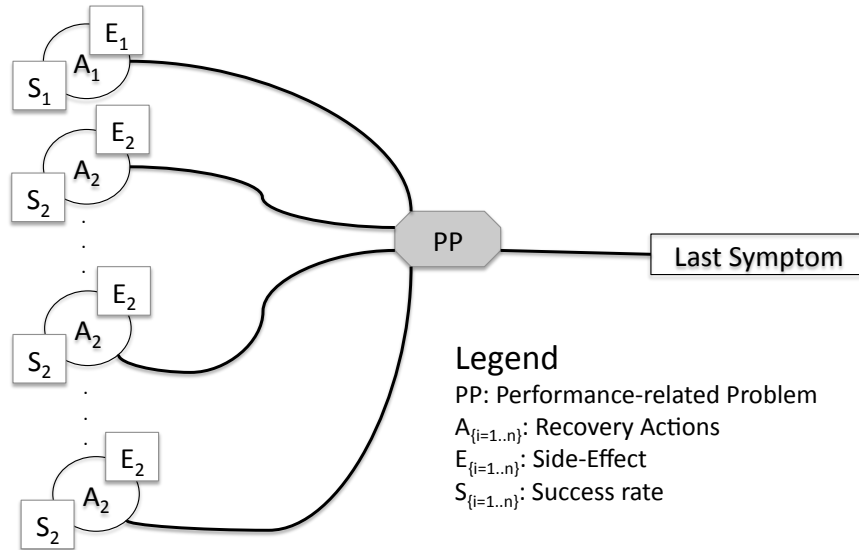 E₁
A₁
S₁
E₂
A₂
S₂
PP
Last Symptom
E₂
A₂
S₂
Legend
PP: Performance-related Problem
A{i=1..n}: Recovery Actions
E{i=1..n}: Side-Effect
S{i=1..n}: Success rate
E₂
A₂
S₂